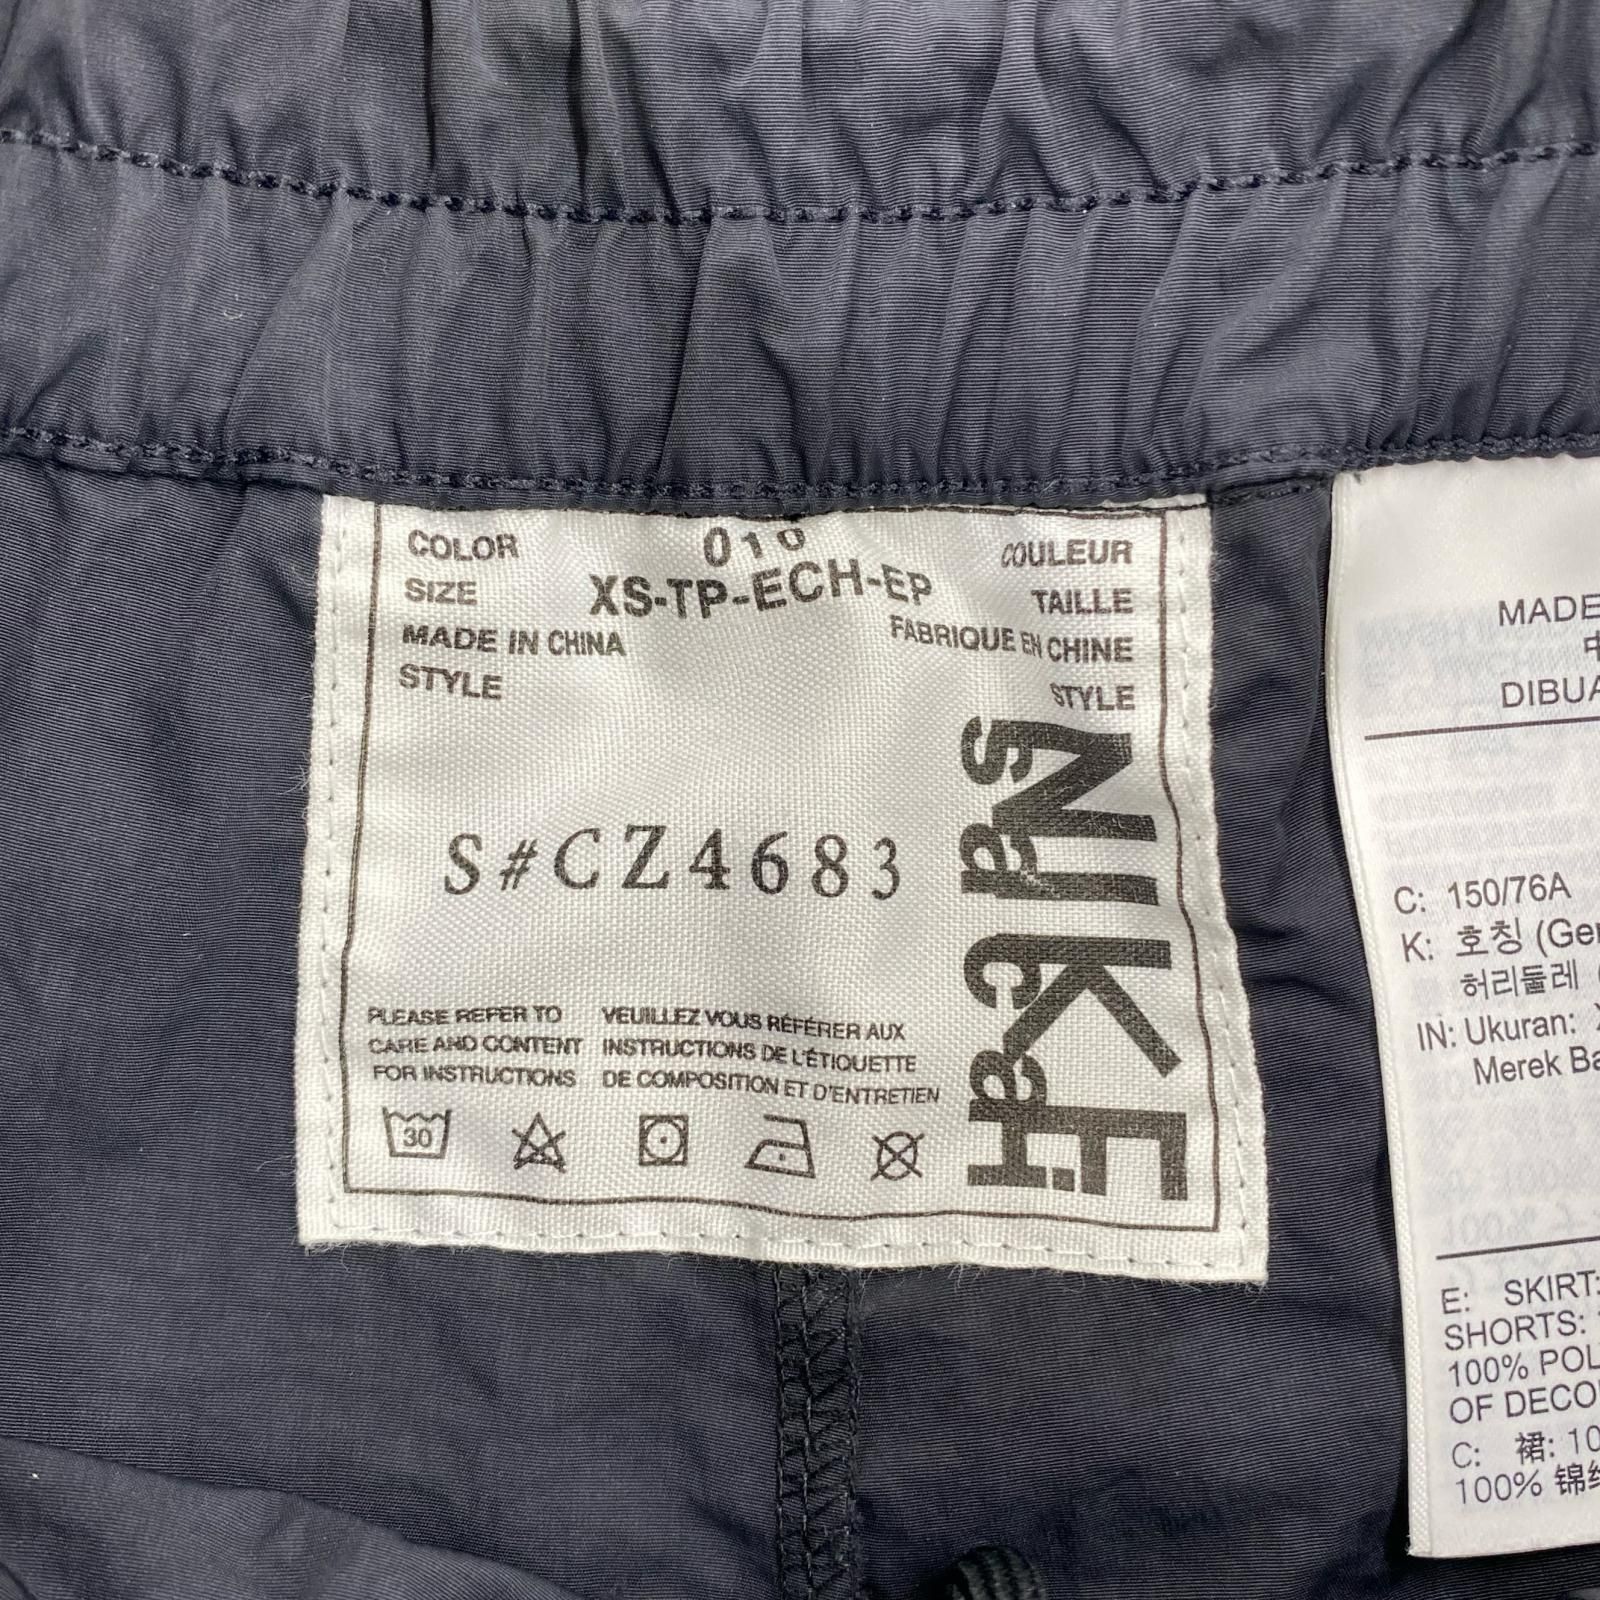 COLOR 010 COULEUR
SIZE XS-TP-ECH-EP TAILLE
MADE IN CHINA FABRIQUE EN CHINE
STYLE STYLE
S#CZ4683
NIKE
sacai
PLEASE REFER TO
CARE AND CONTENT
FOR INSTRUCTIONS
VEUILLEZ VOUS RÉFÉRER AUX
INSTRUCTIONS DE L'ÉTIQUETTE
DE COMPOSITION ET D'ENTRETIEN
30
MADE
DIBUA
C: 150/76A
K: 호칭 (Ger
허리둘레 (
IN: Ukuran:
Merek Ba
E: SKIRT:
SHORTS:
100% POL
OF DECO
C: 裙: 10
100% 锦